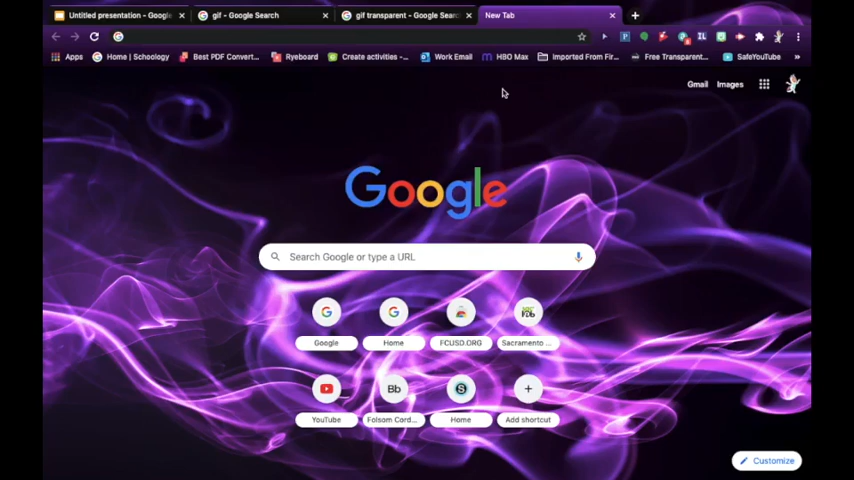 Untitled presentation - Google
gif - Google Search
gif transparent - Google Searc
New Tab
Apps
Home | Schoology
Best PDF Convert...
Ryeboard
Create activities -...
Work Email
HBO Max
Imported From Fir...
Free Transparent...
SafeYouTube
»
Gmail Images
Google
Search Google or type a URL
Google
Home
FCUSD.ORG
Sacramento ...
Bb
S
YouTube
Folsom Cord...
Home
Add shortcut
Customize